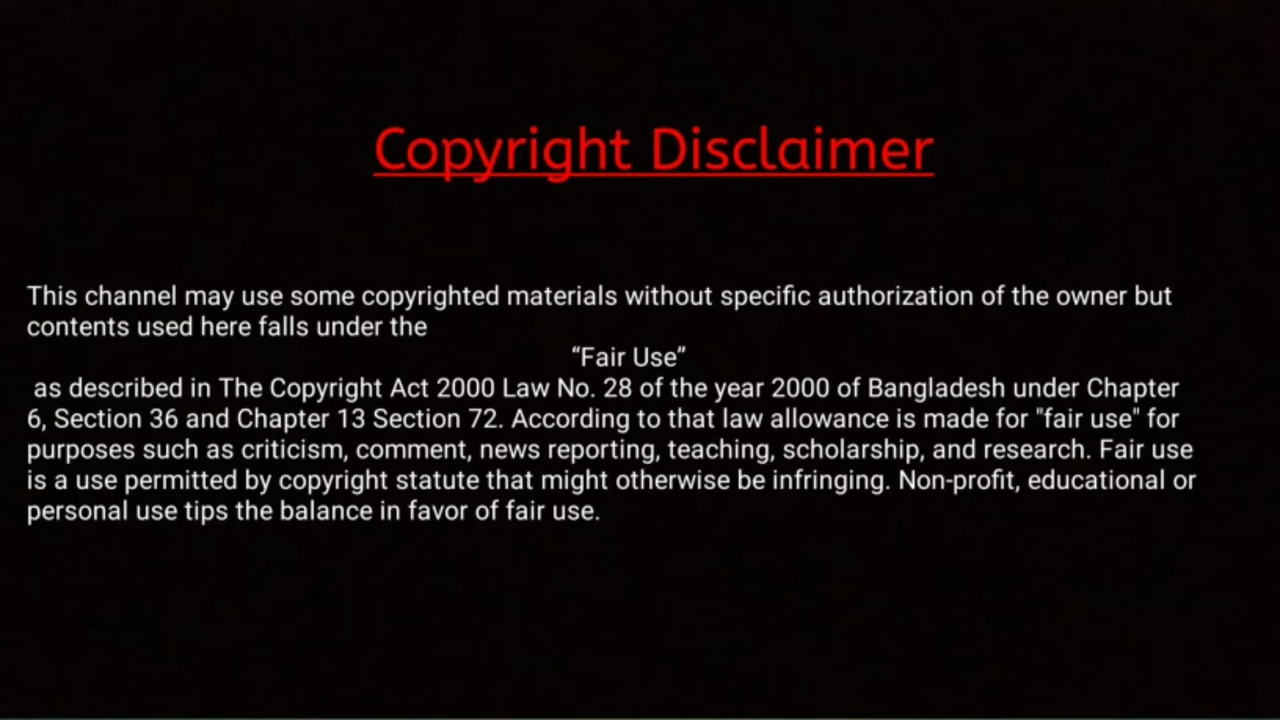 Copyright Disclaimer
This channel may use some copyrighted materials without specific authorization of the owner but
contents used here falls under the
“Fair Use”
as described in The Copyright Act 2000 Law No. 28 of the year 2000 of Bangladesh under Chapter
6, Section 36 and Chapter 13 Section 72. According to that law allowance is made for "fair use" for
purposes such as criticism, comment, news reporting, teaching, scholarship, and research. Fair use
is a use permitted by copyright statute that might otherwise be infringing. Non-profit, educational or
personal use tips the balance in favor of fair use.